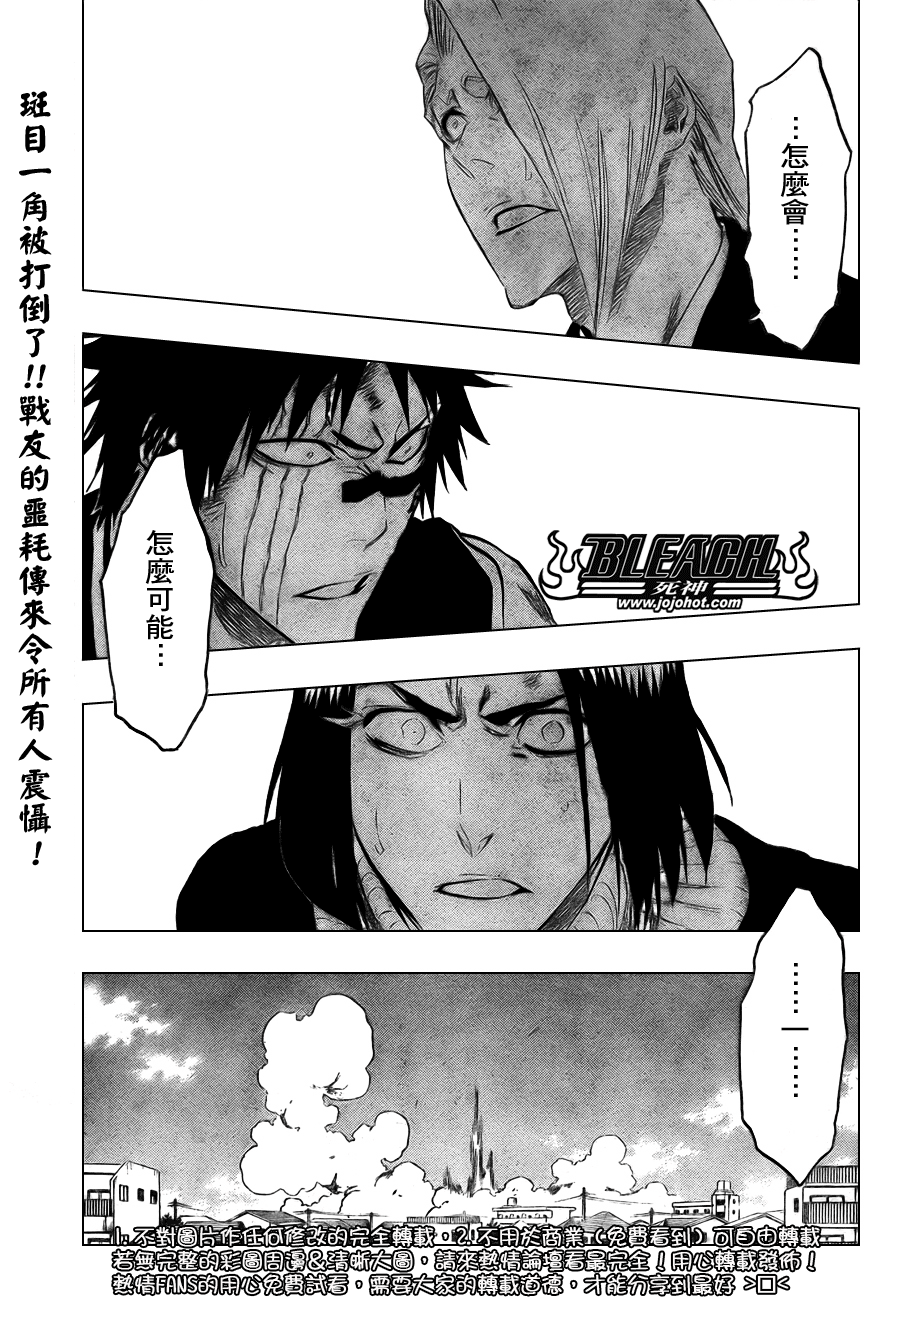 …怎麼會……
斑目一角被打倒了!!戰友的噩耗傳來令所有人震懾！
怎麼可能…
BLEACH
死神
www.jojohot.com
……一……
1. 不對圖片作任何修改的完全轉載．2.!不用於商業（免費看到）可自由轉載
若無完整的彩圖周漫&清晰大圖，請來熱情論壇看最完全！用心轉載發佈！
熱情FANS的用心免費試看，需要大家的轉載道德，才能分享到最好 >口<